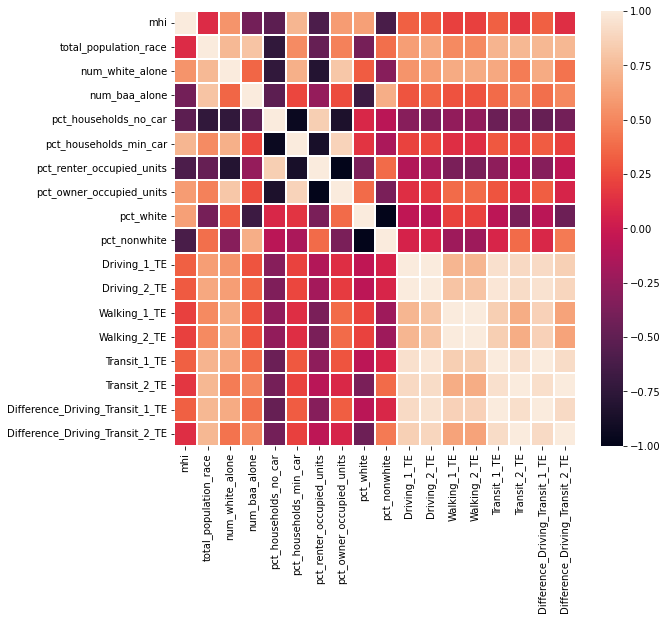 mhi
total_population_race
num_white_alone
num_baa_alone
pct_households_no_car
pct_households_min_car
pct_renter_occupied_units
pct_owner_occupied_units
pct_white
pct_nonwhite
Driving_1_TE
Driving_2_TE
Walking_1_TE
Walking_2_TE
Transit_1_TE
Transit_2_TE
Difference_Driving_Transit_1_TE
Difference_Driving_Transit_2_TE
mhi
total_population_race
num_white_alone
num_baa_alone
pct_households_no_car
pct_households_min_car
pct_renter_occupied_units
pct_owner_occupied_units
pct_white
pct_nonwhite
Driving_1_TE
Driving_2_TE
Walking_1_TE
Walking_2_TE
Transit_1_TE
Transit_2_TE
Difference_Driving_Transit_1_TE
Difference_Driving_Transit_2_TE
1.00
0.75
0.50
0.25
0.00
−0.25
−0.50
−0.75
−1.00